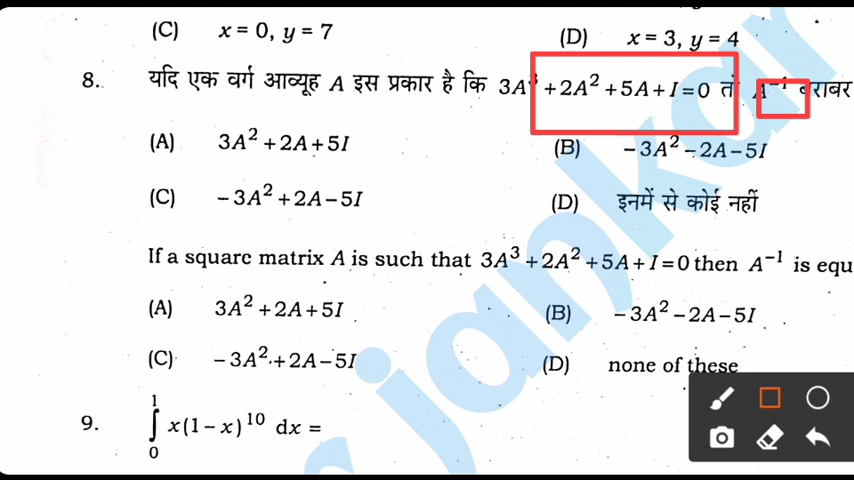 (C) x = 0, y = 7
(D) x = 3, y = 4
8. यदि एक वर्ग आव्यूह A इस प्रकार है कि 3A³ + 2A² + 5A + I = 0 तो A⁻¹ बराबर
(A) 3A² + 2A + 5I
(B) - 3A² - 2A - 5I
(C) - 3A² + 2A - 5I
(D) इनमें से कोई नहीं
If a square matrix A is such that 3A³ + 2A² + 5A + I = 0 then A⁻¹ is equ
(A) 3A² + 2A + 5I
(B) - 3A² - 2A - 5I
(C) - 3A² + 2A - 5I
(D) none of these
9. ∫₀¹ x(1 - x)¹⁰ dx =
s jankar